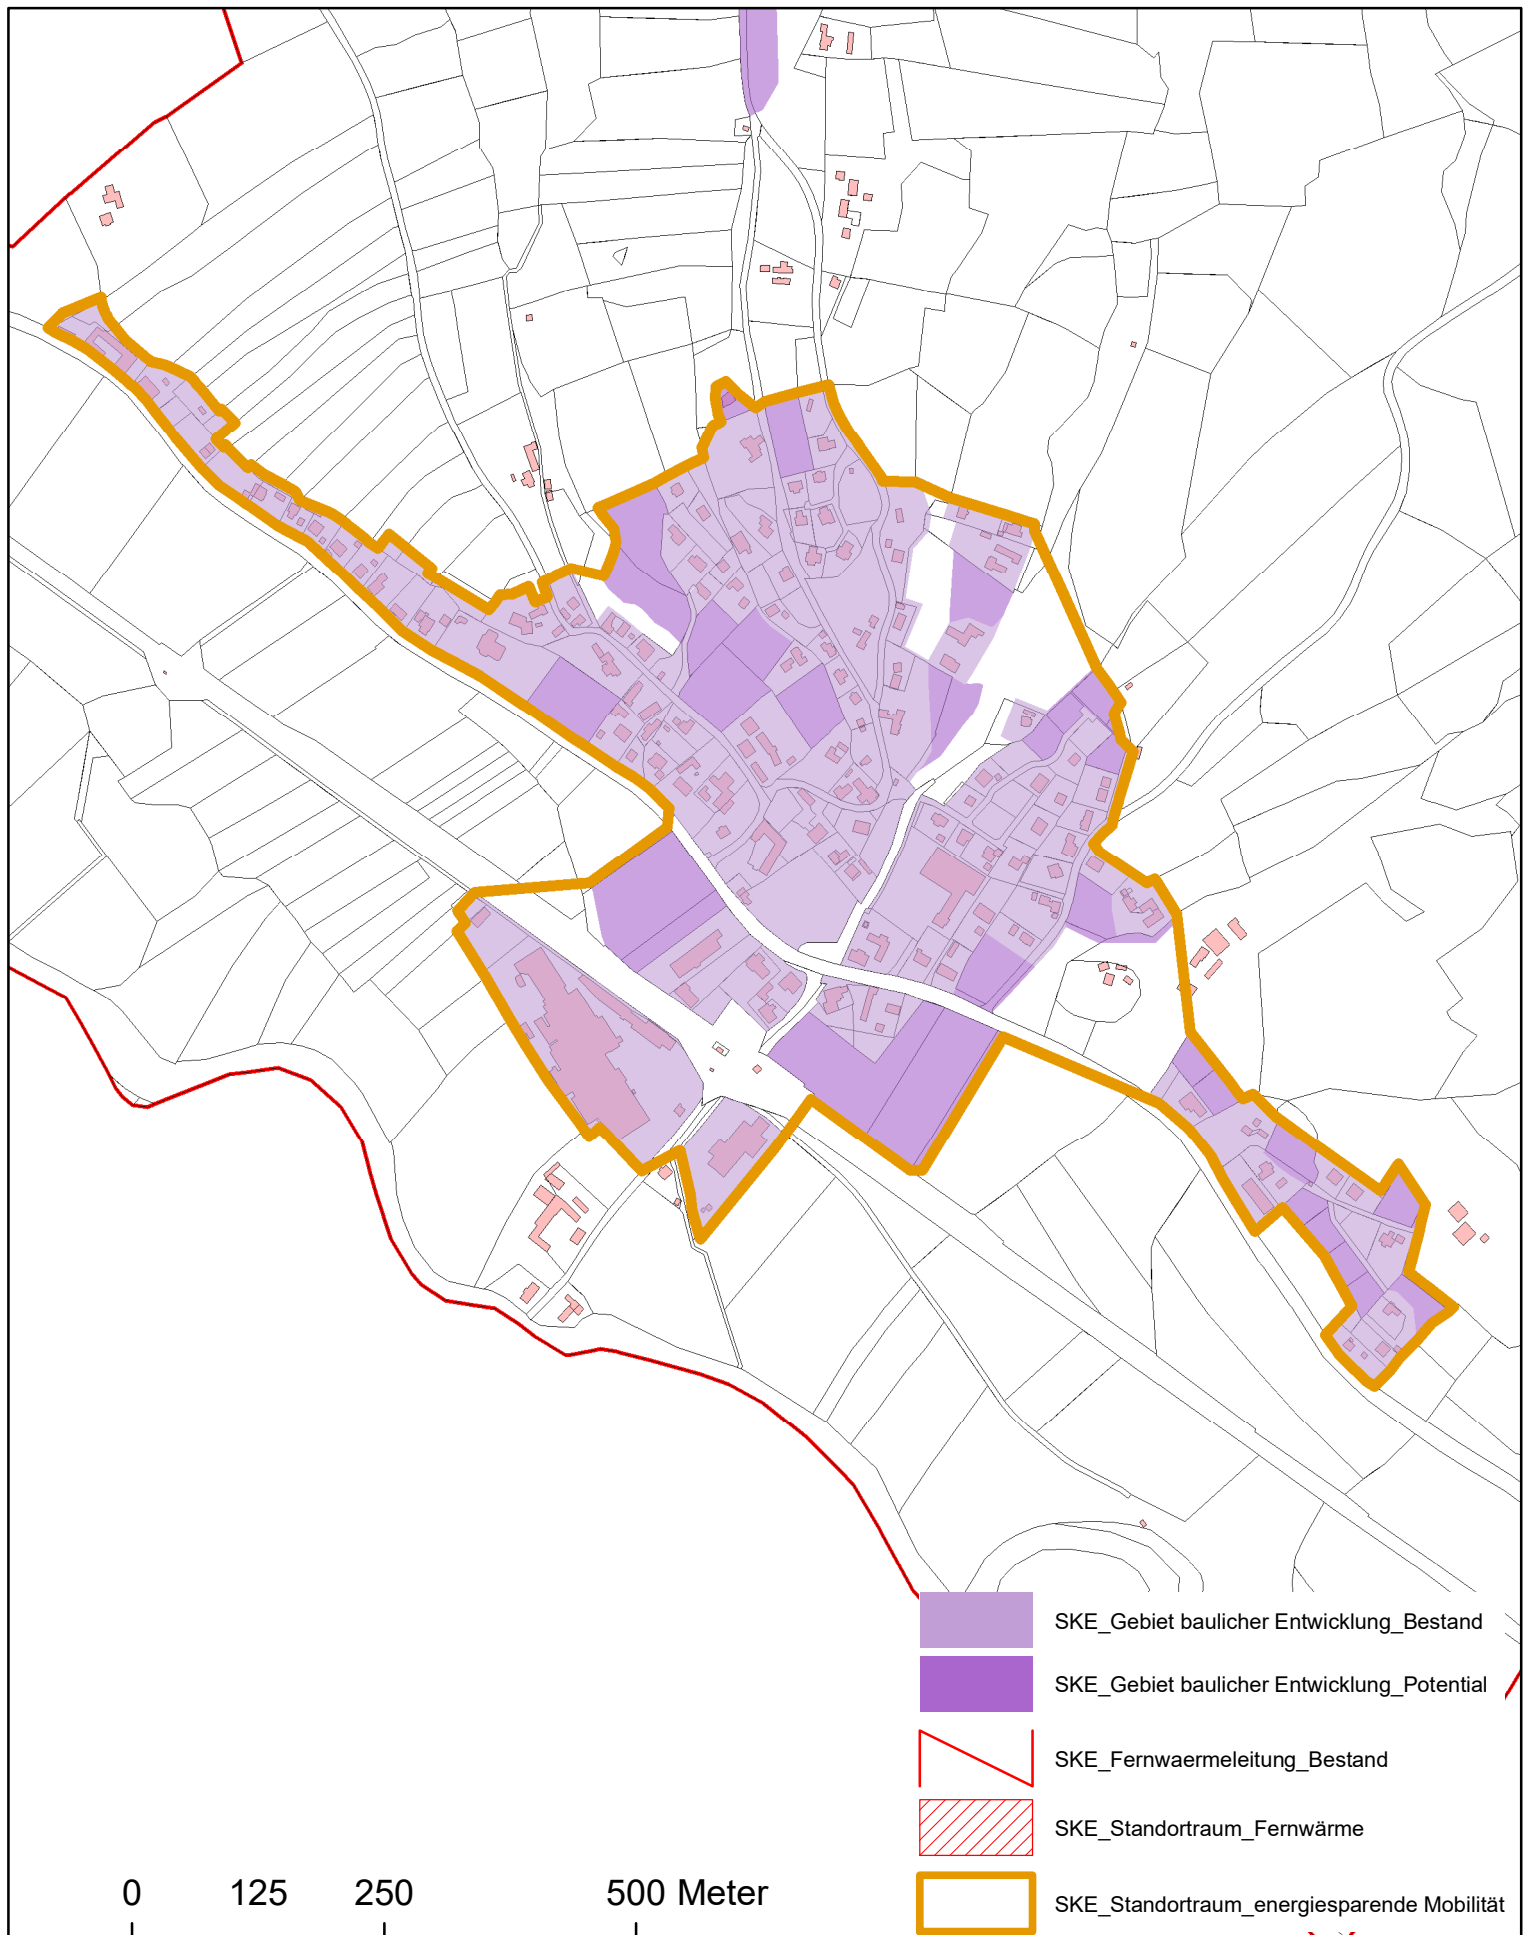 SKE_Gebiet baulicher Entwicklung_Bestand
SKE_Gebiet baulicher Entwicklung_Potential
SKE_Fernwaermeleitung_Bestand
SKE_Standortraum_Fernwärme
SKE_Standortraum_energiesparende Mobilität
0 125 250 500 Meter